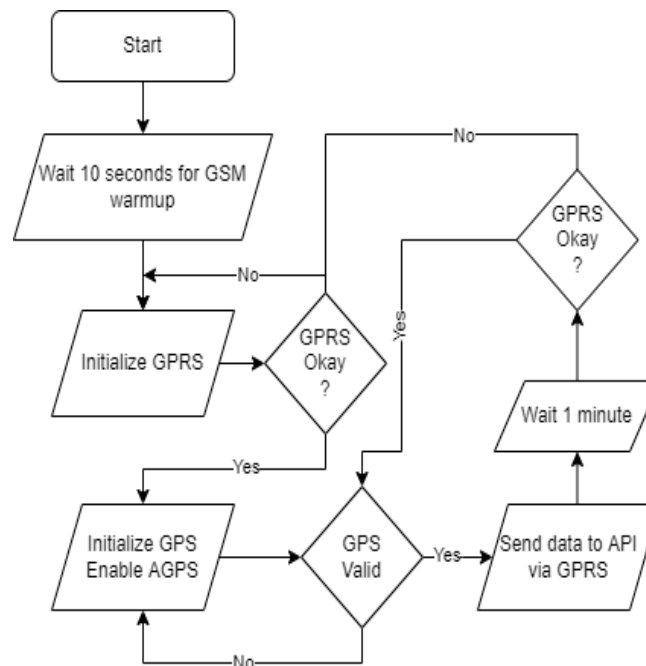 Start
Wait 10 seconds for GSM
warmup
No
GPRS
Okay
?
No
Yes
Initialize GPRS
GPRS
Okay
?
Wait 1 minute
Yes
Initialize GPS
Enable AGPS
GPS
Valid
Yes
Send data to API
via GPRS
No